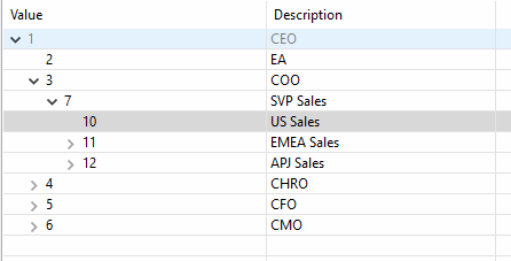 Value Description
1 CEO
2 EA
3 COO
7 SVP Sales
10 US Sales
11 EMEA Sales
12 APJ Sales
4 CHRO
5 CFO
6 CMO